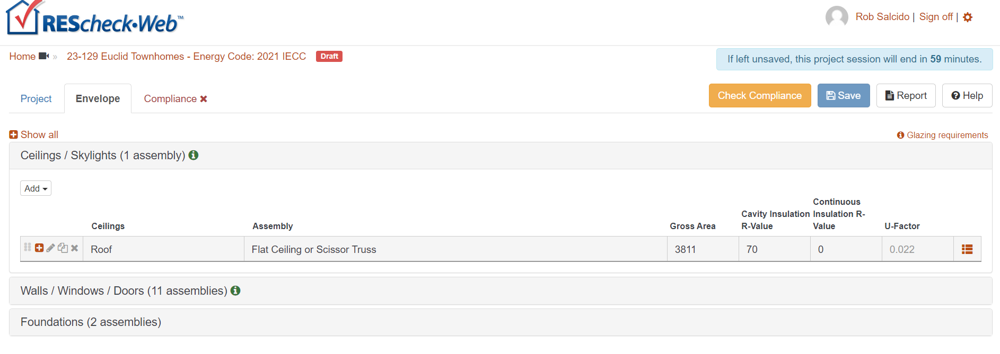 REScheck•Web™
Rob Salcido | Sign off |
Home » 23-129 Euclid Townhomes - Energy Code: 2021 IECC Draft
If left unsaved, this project session will end in 59 minutes.
Project Envelope Compliance Check Compliance Save Report Help
Show all Glazing requirements
Ceilings / Skylights (1 assembly)
Add
Ceilings Assembly Gross Area Cavity Insulation R-Value Continuous Insulation R-Value U-Factor
Roof Flat Ceiling or Scissor Truss 3811 70 0 0.022
Walls / Windows / Doors (11 assemblies)
Foundations (2 assemblies)